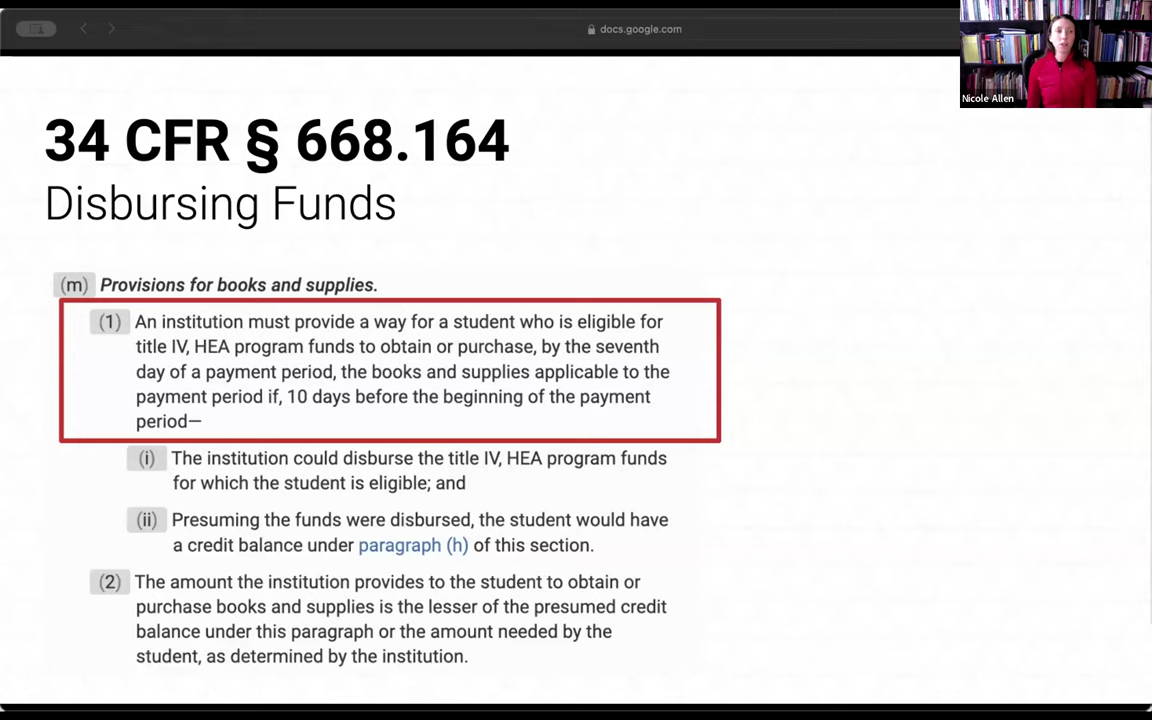 docs.google.com
Nicole Allen
34 CFR § 668.164
Disbursing Funds
(m) Provisions for books and supplies.
(1) An institution must provide a way for a student who is eligible for
title IV, HEA program funds to obtain or purchase, by the seventh
day of a payment period, the books and supplies applicable to the
payment period if, 10 days before the beginning of the payment
period—
(i) The institution could disburse the title IV, HEA program funds
for which the student is eligible; and
(ii) Presuming the funds were disbursed, the student would have
a credit balance under paragraph (h) of this section.
(2) The amount the institution provides to the student to obtain or
purchase books and supplies is the lesser of the presumed credit
balance under this paragraph or the amount needed by the
student, as determined by the institution.